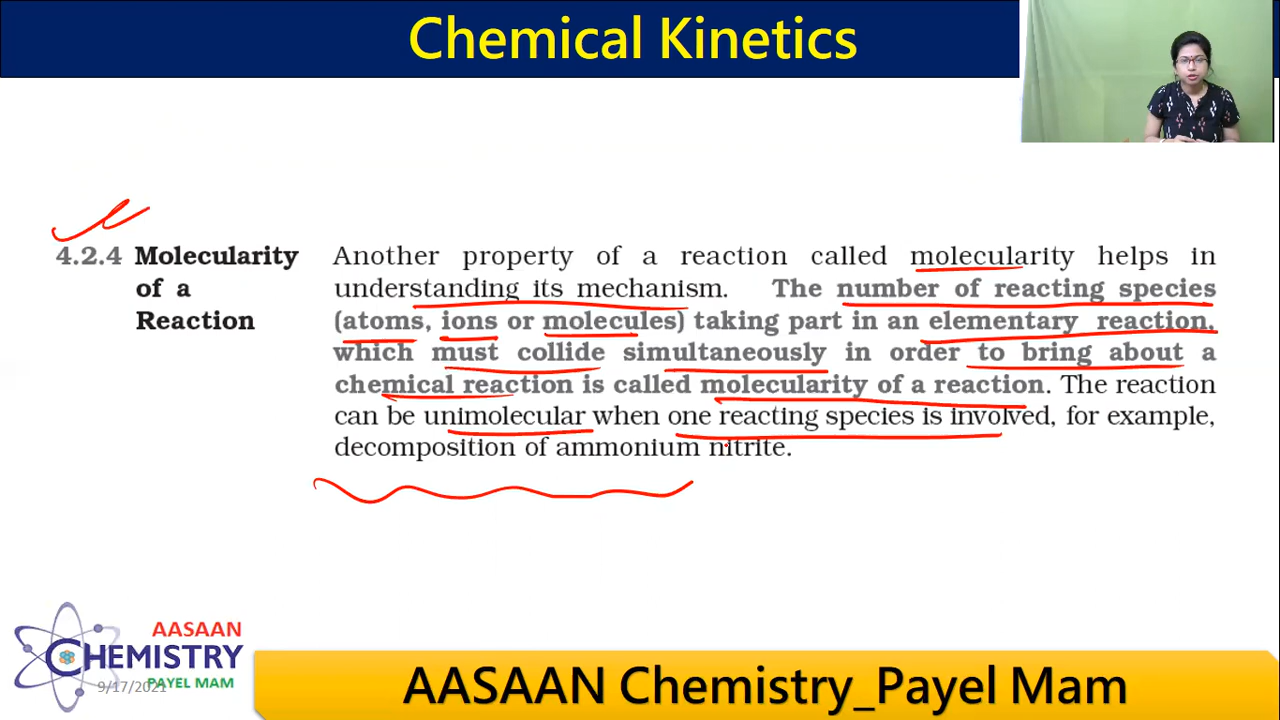 Chemical Kinetics
4.2.4 Molecularity
of a
Reaction
Another property of a reaction called molecularity helps in
understanding its mechanism. The number of reacting species
(atoms, ions or molecules) taking part in an elementary reaction,
which must collide simultaneously in order to bring about a
chemical reaction is called molecularity of a reaction. The reaction
can be unimolecular when one reacting species is involved, for example,
decomposition of ammonium nitrite.
AASAAN
CHEMISTRY
PAYEL MAM
9/17/2021
AASAAN Chemistry_Payel Mam